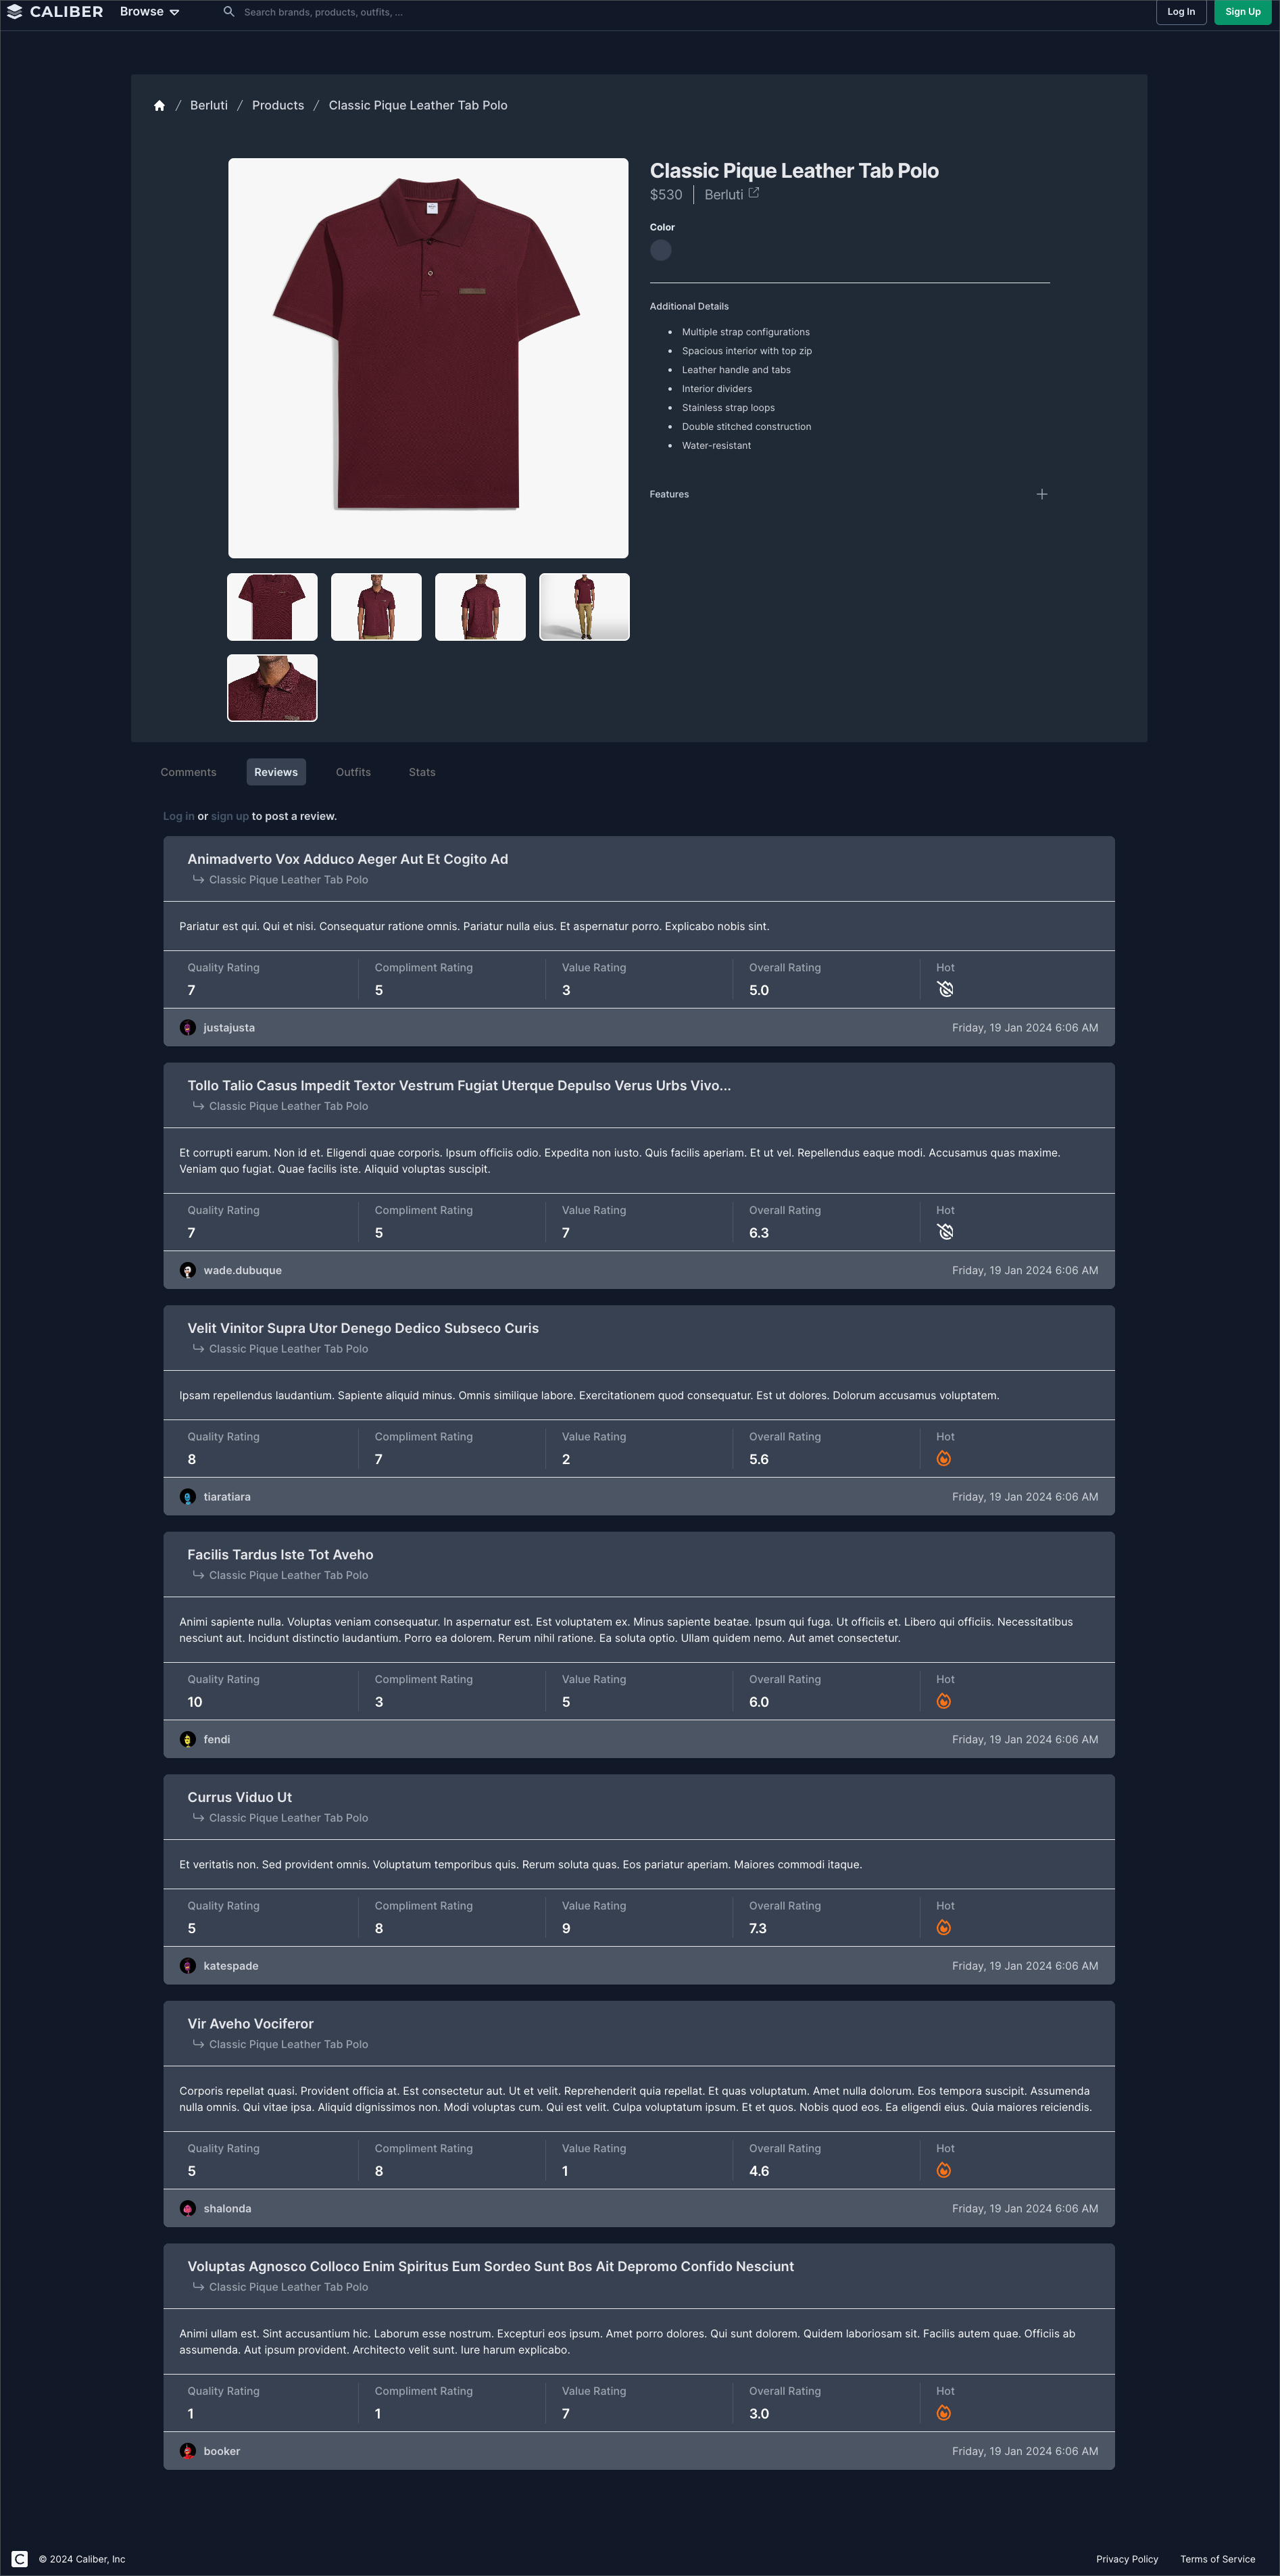 CALIBER
Browse
Search brands, products, outfits, ...
Log In
Sign Up
/ Berluti / Products / Classic Pique Leather Tab Polo
Classic Pique Leather Tab Polo
$530
Berluti
Color
Additional Details
• Multiple strap configurations
• Spacious interior with top zip
• Leather handle and tabs
• Interior dividers
• Stainless strap loops
• Double stitched construction
• Water-resistant
Features
Comments
Reviews
Outfits
Stats
Log in or sign up to post a review.
Animadverto Vox Adduco Aeger Aut Et Cogito Ad
Classic Pique Leather Tab Polo
Pariatur est qui. Qui et nisi. Consequatur ratione omnis. Pariatur nulla eius. Et aspernatur porro. Explicabo nobis sint.
Quality Rating
7
Compliment Rating
5
Value Rating
3
Overall Rating
5.0
Hot
justajusta
Friday, 19 Jan 2024 6:06 AM
Tollo Talio Casus Impedit Textor Vestrum Fugiat Uterque Depulso Verus Urbs Vivo...
Classic Pique Leather Tab Polo
Et corrupti earum. Non id et. Eligendi quae corporis. Ipsum officiis odio. Expedita non iusto. Quis facilis aperiam. Et ut vel. Repellendus eaque modi. Accusamus quas maxime.
Veniam quo fugiat. Quae facilis iste. Aliquid voluptas suscipit.
Quality Rating
7
Compliment Rating
5
Value Rating
7
Overall Rating
6.3
Hot
wade.dubuque
Friday, 19 Jan 2024 6:06 AM
Velit Vinitor Supra Utor Denego Dedico Subseco Curis
Classic Pique Leather Tab Polo
Ipsam repellendus laudantium. Sapiente aliquid minus. Omnis similique labore. Exercitationem quod consequatur. Est ut dolores. Dolorum accusamus voluptatem.
Quality Rating
8
Compliment Rating
7
Value Rating
2
Overall Rating
5.6
Hot
tiaratiara
Friday, 19 Jan 2024 6:06 AM
Facilis Tardus Iste Tot Aveho
Classic Pique Leather Tab Polo
Animi sapiente nulla. Voluptas veniam consequatur. In aspernatur est. Est voluptatem ex. Minus sapiente beatae. Ipsum qui fuga. Ut officiis et. Libero qui officiis. Necessitatibus
nesciunt aut. Incidunt distinctio laudantium. Porro ea dolorem. Rerum nihil ratione. Ea soluta optio. Ullam quidem nemo. Aut amet consectetur.
Quality Rating
10
Compliment Rating
3
Value Rating
5
Overall Rating
6.0
Hot
fendi
Friday, 19 Jan 2024 6:06 AM
Currus Viduo Ut
Classic Pique Leather Tab Polo
Et veritatis non. Sed provident omnis. Voluptatum temporibus quis. Rerum soluta quas. Eos pariatur aperiam. Maiores commodi itaque.
Quality Rating
5
Compliment Rating
8
Value Rating
9
Overall Rating
7.3
Hot
katespade
Friday, 19 Jan 2024 6:06 AM
Vir Aveho Vociferor
Classic Pique Leather Tab Polo
Corporis repellat quasi. Provident officia at. Est consectetur aut. Ut et velit. Reprehenderit quia repellat. Et quas voluptatum. Amet nulla dolorum. Eos tempora suscipit. Assumenda
nulla omnis. Qui vitae ipsa. Aliquid dignissimos non. Modi voluptas cum. Qui est velit. Culpa voluptatum ipsum. Et et quos. Nobis quod eos. Ea eligendi eius. Quia maiores reiciendis.
Quality Rating
5
Compliment Rating
8
Value Rating
1
Overall Rating
4.6
Hot
shalonda
Friday, 19 Jan 2024 6:06 AM
Voluptas Agnosco Colloco Enim Spiritus Eum Sordeo Sunt Bos Ait Depromo Confido Nesciunt
Classic Pique Leather Tab Polo
Animi ullam est. Sint accusantium hic. Laborum esse nostrum. Excepturi eos ipsum. Amet porro dolores. Qui sunt dolorem. Quidem laboriosam sit. Facilis autem quae. Officiis ab
assumenda. Aut ipsum provident. Architecto velit sunt. Iure harum explicabo.
Quality Rating
1
Compliment Rating
1
Value Rating
7
Overall Rating
3.0
Hot
booker
Friday, 19 Jan 2024 6:06 AM
C
© 2024 Caliber, Inc
Privacy Policy
Terms of Service